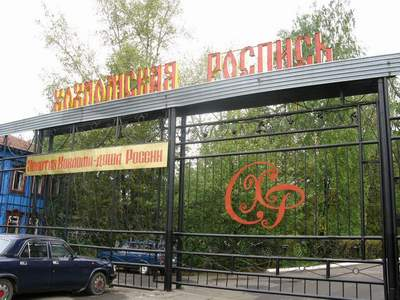 ХОХЛОМСКАЯ РОСПИСЬ
Хохлома-душа России
ХР